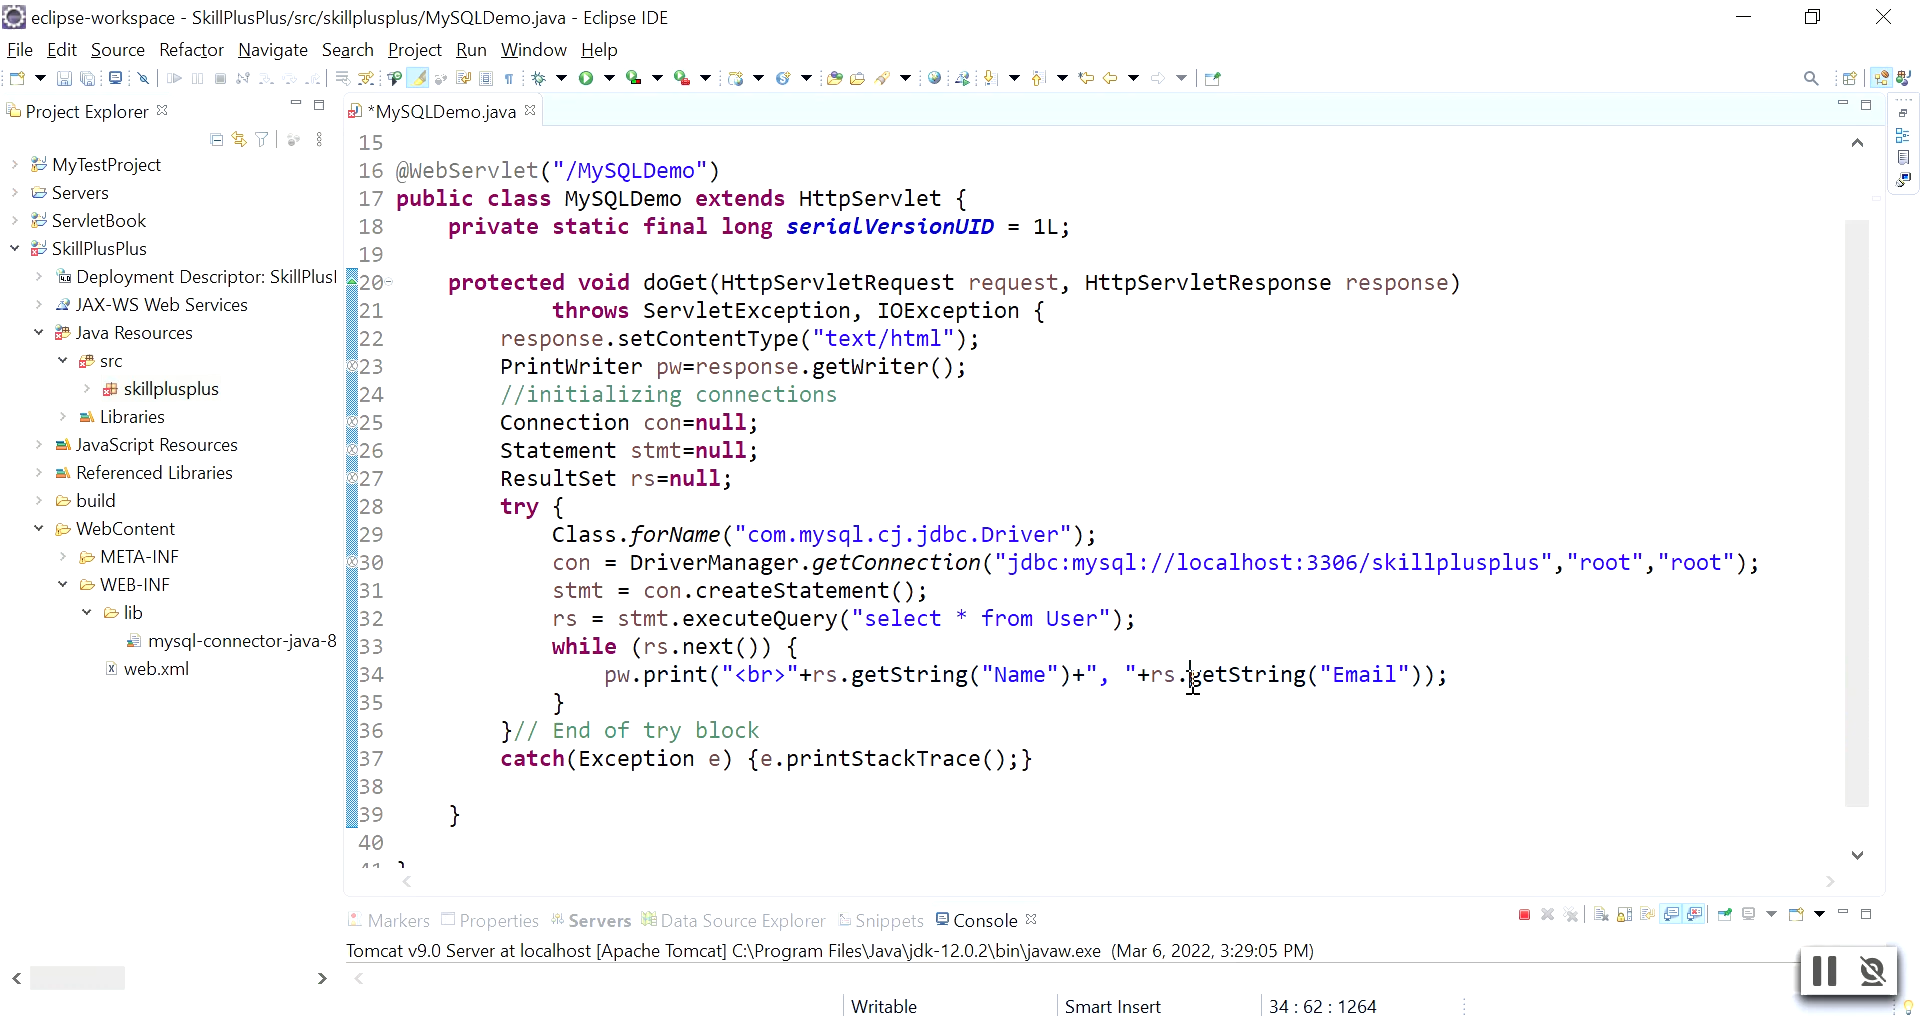 eclipse-workspace - SkillPlusPlus/src/skillplusplus/MySQLDemo.java - Eclipse IDE
File Edit Source Refactor Navigate Search Project Run Window Help
Project Explorer
MyTestProject
Servers
ServletBook
SkillPlusPlus
Deployment Descriptor: SkillPlusI
JAX-WS Web Services
Java Resources
src
skillplusplus
Libraries
JavaScript Resources
Referenced Libraries
build
WebContent
META-INF
WEB-INF
lib
mysql-connector-java-8
web.xml
*MySQLDemo.java
15
16 @WebServlet("/MySQLDemo")
17 public class MySQLDemo extends HttpServlet {
18 private static final long serialVersionUID = 1L;
19
20 protected void doGet(HttpServletRequest request, HttpServletResponse response)
21 throws ServletException, IOException {
22 response.setContentType("text/html");
23 PrintWriter pw=response.getWriter();
24 //initializing connections
25 Connection con=null;
26 Statement stmt=null;
27 ResultSet rs=null;
28 try {
29 Class.forName("com.mysql.cj.jdbc.Driver");
30 con = DriverManager.getConnection("jdbc:mysql://localhost:3306/skillplusplus","root","root");
31 stmt = con.createStatement();
32 rs = stmt.executeQuery("select * from User");
33 while (rs.next()) {
34 pw.print("<br>"+rs.getString("Name")+", "+rs.getString("Email"));
35 }
36 }// End of try block
37 catch(Exception e) {e.printStackTrace();}
38
39 }
40
41 }
Markers Properties Servers Data Source Explorer Snippets Console
Tomcat v9.0 Server at localhost [Apache Tomcat] C:\Program Files\Java\jdk-12.0.2\bin\javaw.exe (Mar 6, 2022, 3:29:05 PM)
Writable Smart Insert 34 : 62 : 1264